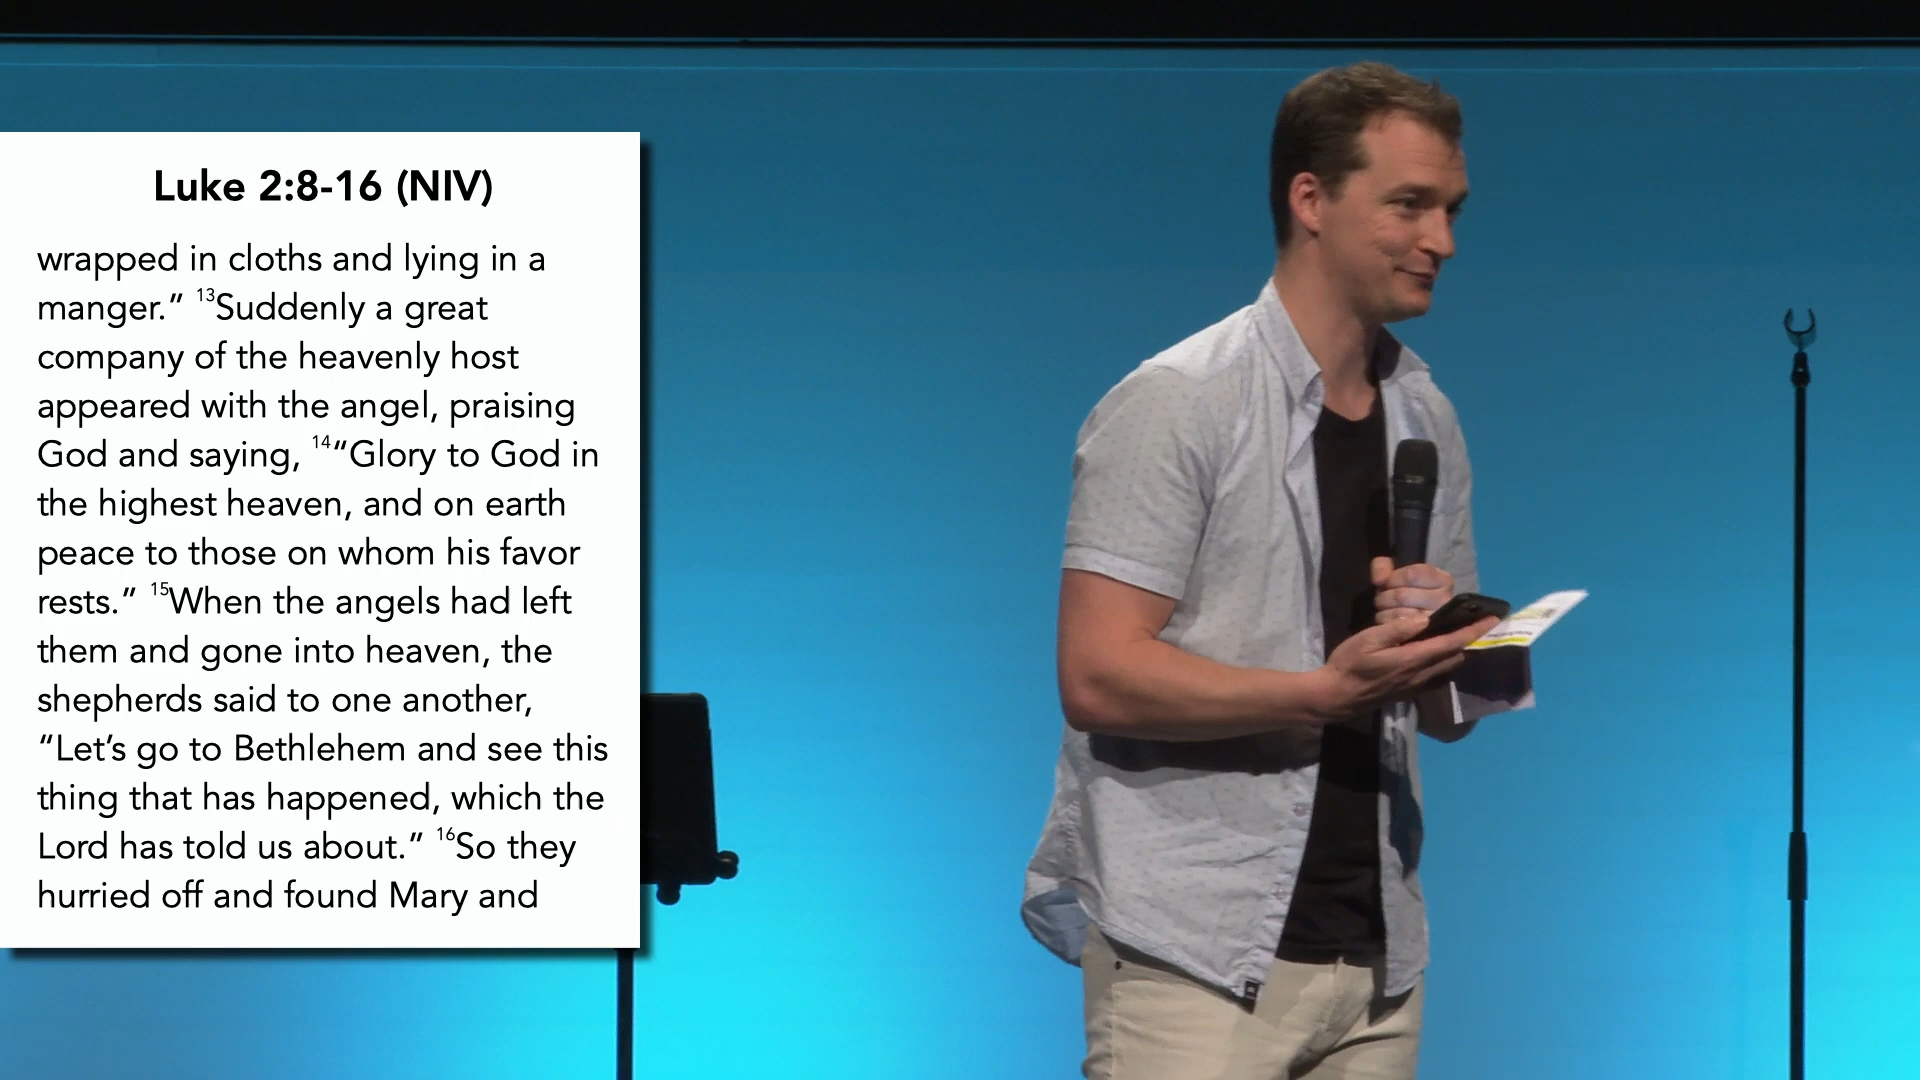 Luke 2:8-16 (NIV)
wrapped in cloths and lying in a
manger.” 13Suddenly a great
company of the heavenly host
appeared with the angel, praising
God and saying, 14“Glory to God in
the highest heaven, and on earth
peace to those on whom his favor
rests.” 15When the angels had left
them and gone into heaven, the
shepherds said to one another,
“Let’s go to Bethlehem and see this
thing that has happened, which the
Lord has told us about.” 16So they
hurried off and found Mary and